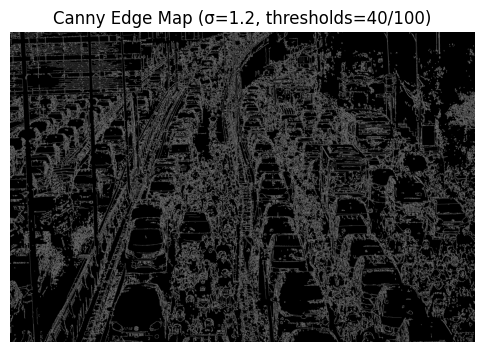 Canny Edge Map (σ=1.2, thresholds=40/100)